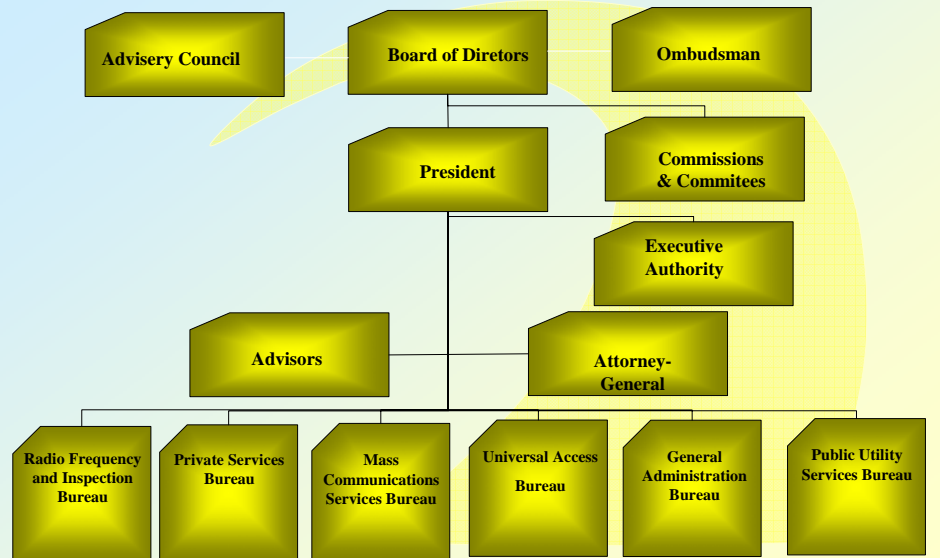 Advisery Council
Board of Diretors
Ombudsman
President
Commissions
& Commitees
Executive
Authority
Advisors
Attorney-
General
Radio Frequency
and Inspection
Bureau
Private Services
Bureau
Mass
Communications
Services Bureau
Universal Access
Bureau
General
Administration
Bureau
Public Utility
Services Bureau